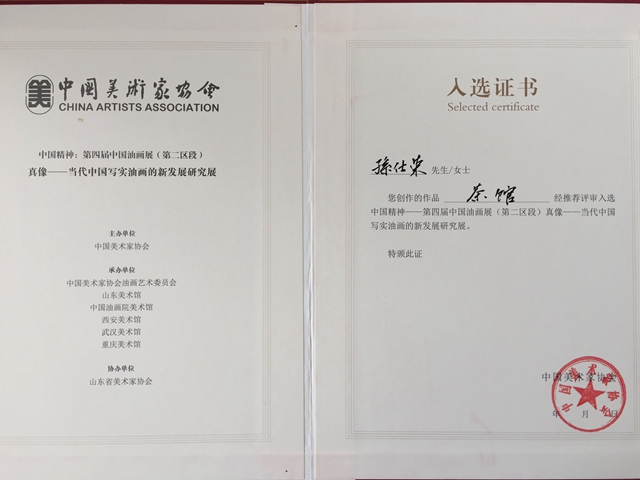 中国美術家协会
CHINA ARTISTS ASSOCIATION
中国精神：第四届中国油画展（第二区段）
真像——当代中国写实油画的新发展研究展
主办单位
中国美术家协会
承办单位
中国美术家协会油画艺术委员会
山东美术馆
中国油画院美术馆
西安美术馆
武汉美术馆
重庆美术馆
协办单位
山东省美术家协会
入选证书
Selected certificate
孫仕荣 先生/女士
您创作的作品 茶馆 经推荐评审入选
中国精神——第四届中国油画展（第二区段）真像——当代中国
写实油画的新发展研究展。
特颁此证
中国美术家协会
年 月 日